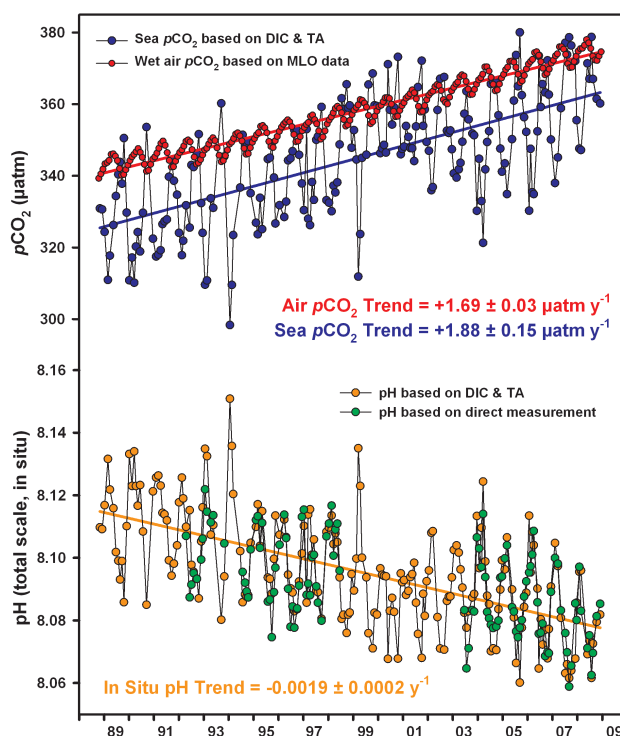 380
Sea pCO2 based on DIC & TA
Wet air pCO2 based on MLO data
360
340
pCO2 (µatm)
320
300
Air pCO2 Trend = +1.69 ± 0.03 µatm y-1
Sea pCO2 Trend = +1.88 ± 0.15 µatm y-1
8.16
pH based on DIC & TA
pH based on direct measurement
8.14
8.12
pH (total scale, in situ)
8.10
8.08
8.06
In Situ pH Trend = -0.0019 ± 0.0002 y-1
89 91 93 95 97 99 01 03 05 07 09